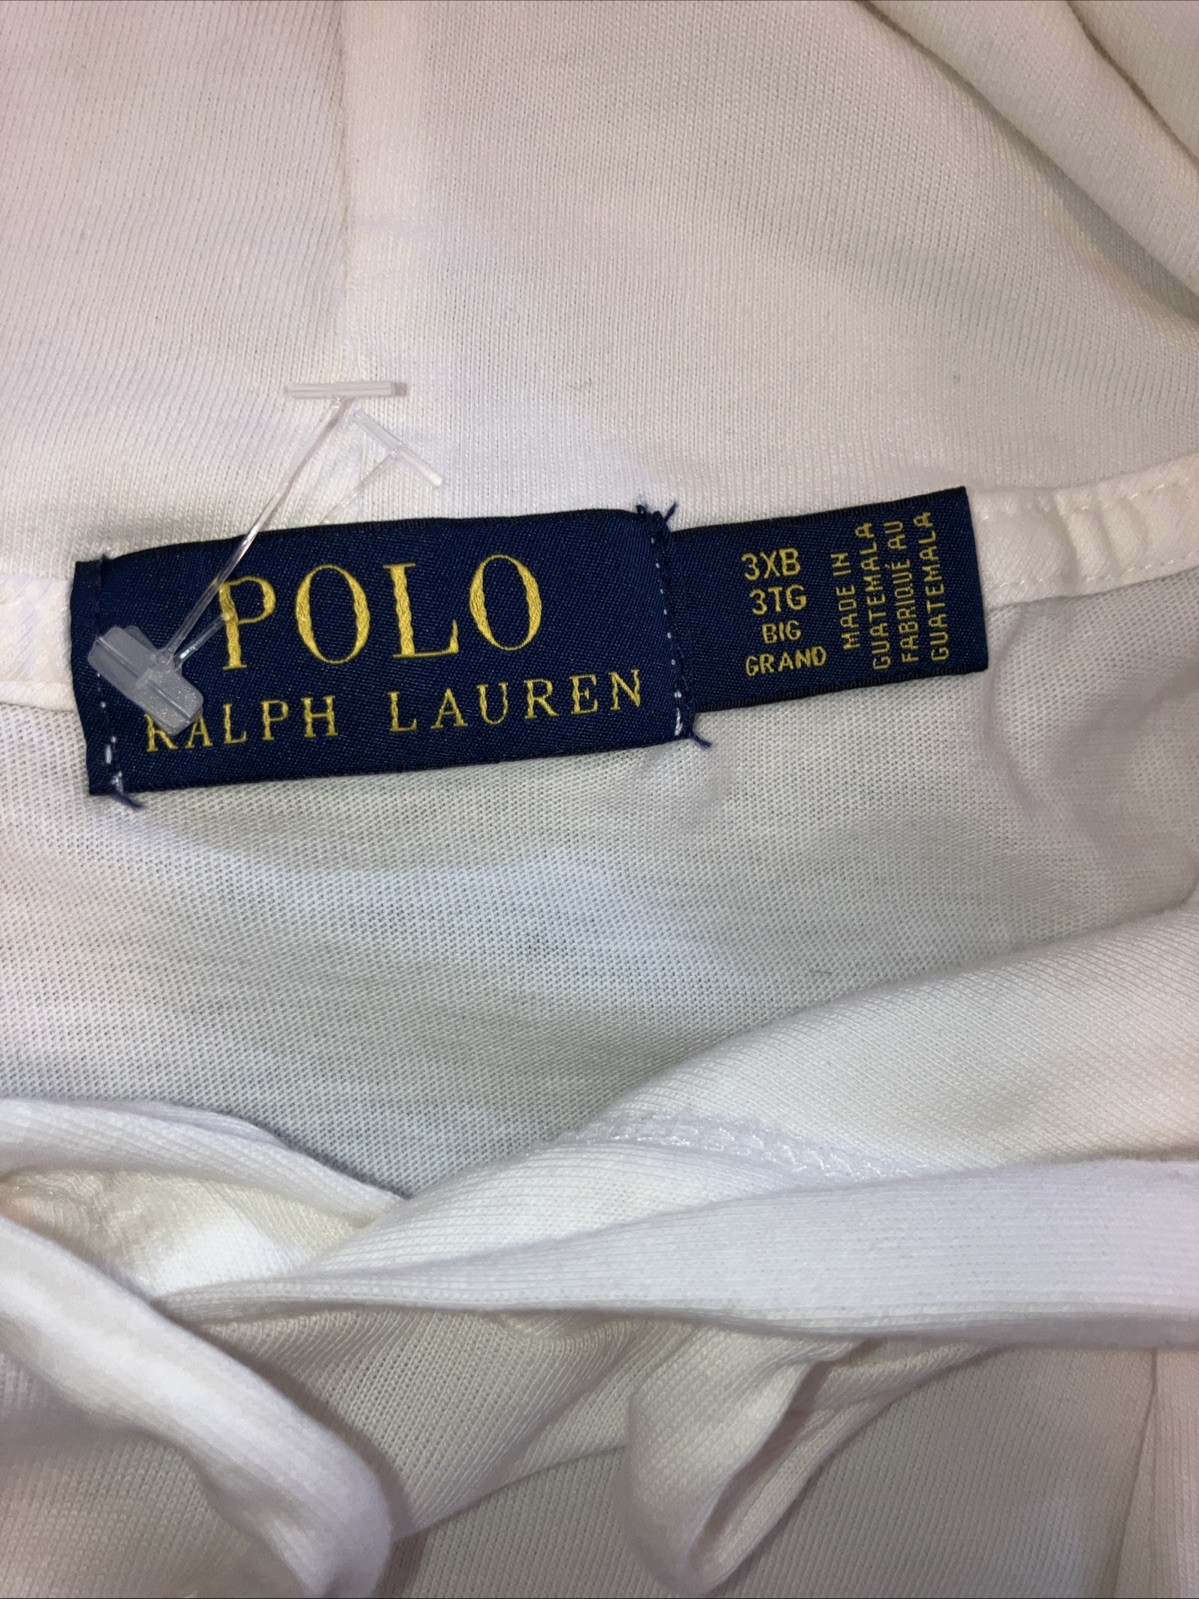 POLO
RALPH LAUREN
3XB
3TG
BIG
GRAND
MADE IN
GUATEMALA
FABRIQUÉ AU
GUATEMALA